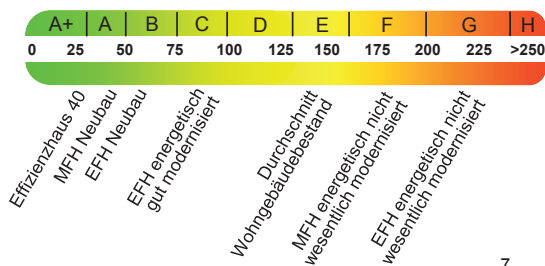 A+ A B C D E F G H
0 25 50 75 100 125 150 175 200 225 >250
Effizienzhaus 40
MFH Neubau
EFH Neubau
EFH energetisch
gut modernisiert
Durchschnitt
Wohngebäudebestand
MFH energetisch nicht
wesentlich modernisiert
EFH energetisch nicht
wesentlich modernisiert
7